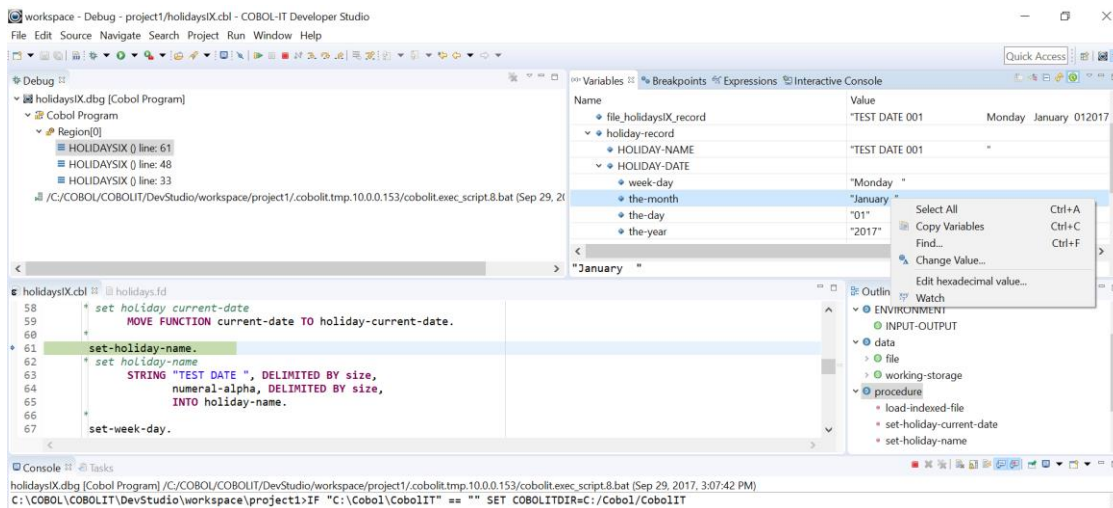 workspace - Debug - project1/holidaysIX.cbl - COBOL-IT Developer Studio
File Edit Source Navigate Search Project Run Window Help
Quick Access
Debug
holidaysIX.dbg [Cobol Program]
Cobol Program
Region[0]
HOLIDAYSIX () line: 61
HOLIDAYSIX () line: 48
HOLIDAYSIX () line: 33
/C:/COBOL/COBOLIT/DevStudio/workspace/project1/.cobolit.tmp.10.0.0.153/cobolit.exec_script.8.bat (Sep 29, 20
Variables Breakpoints Expressions Interactive Console
Name Value
file_holidaysIX_record "TEST DATE 001 Monday January 012017
holiday-record
HOLIDAY-NAME "TEST DATE 001 "
HOLIDAY-DATE
week-day "Monday "
the-month "January "
the-day "01"
the-year "2017"
"January "
Select All Ctrl+A
Copy Variables Ctrl+C
Find... Ctrl+F
Change Value...
Edit hexadecimal value...
Watch
holidaysIX.cbl holidays.fd
58 * set holiday current-date
59 MOVE FUNCTION current-date TO holiday-current-date.
60 *
61 set-holiday-name.
62 * set holiday-name
63 STRING "TEST DATE ", DELIMITED BY size,
64 numeral-alpha, DELIMITED BY size,
65 INTO holiday-name.
66 *
67 set-week-day.
Outlin
ENVIRONMENT
INPUT-OUTPUT
data
file
working-storage
procedure
load-indexed-file
set-holiday-current-date
set-holiday-name
Console Tasks
holidaysIX.dbg [Cobol Program] /C:/COBOL/COBOLIT/DevStudio/workspace/project1/.cobolit.tmp.10.0.0.153/cobolit.exec_script.8.bat (Sep 29, 2017, 3:07:42 PM)
C:\COBOL\COBOLIT\DevStudio\workspace\project1>IF "C:\Cobol\CobolIT" == "" SET COBOLITDIR=C:/Cobol/CobolIT